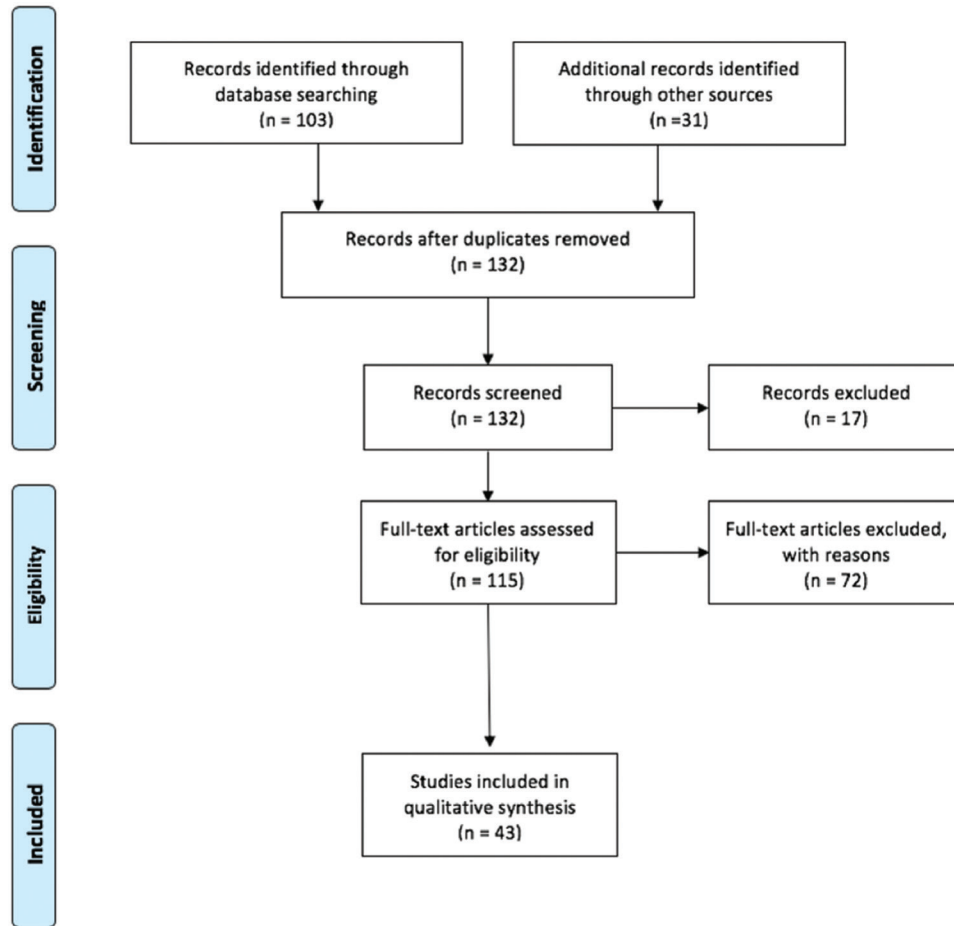 Identification
Records identified through
database searching
(n = 103)
Additional records identified
through other sources
(n =31)
Records after duplicates removed
(n = 132)
Screening
Records screened
(n = 132)
Records excluded
(n = 17)
Eligibility
Full-text articles assessed
for eligibility
(n = 115)
Full-text articles excluded,
with reasons
(n = 72)
Included
Studies included in
qualitative synthesis
(n = 43)